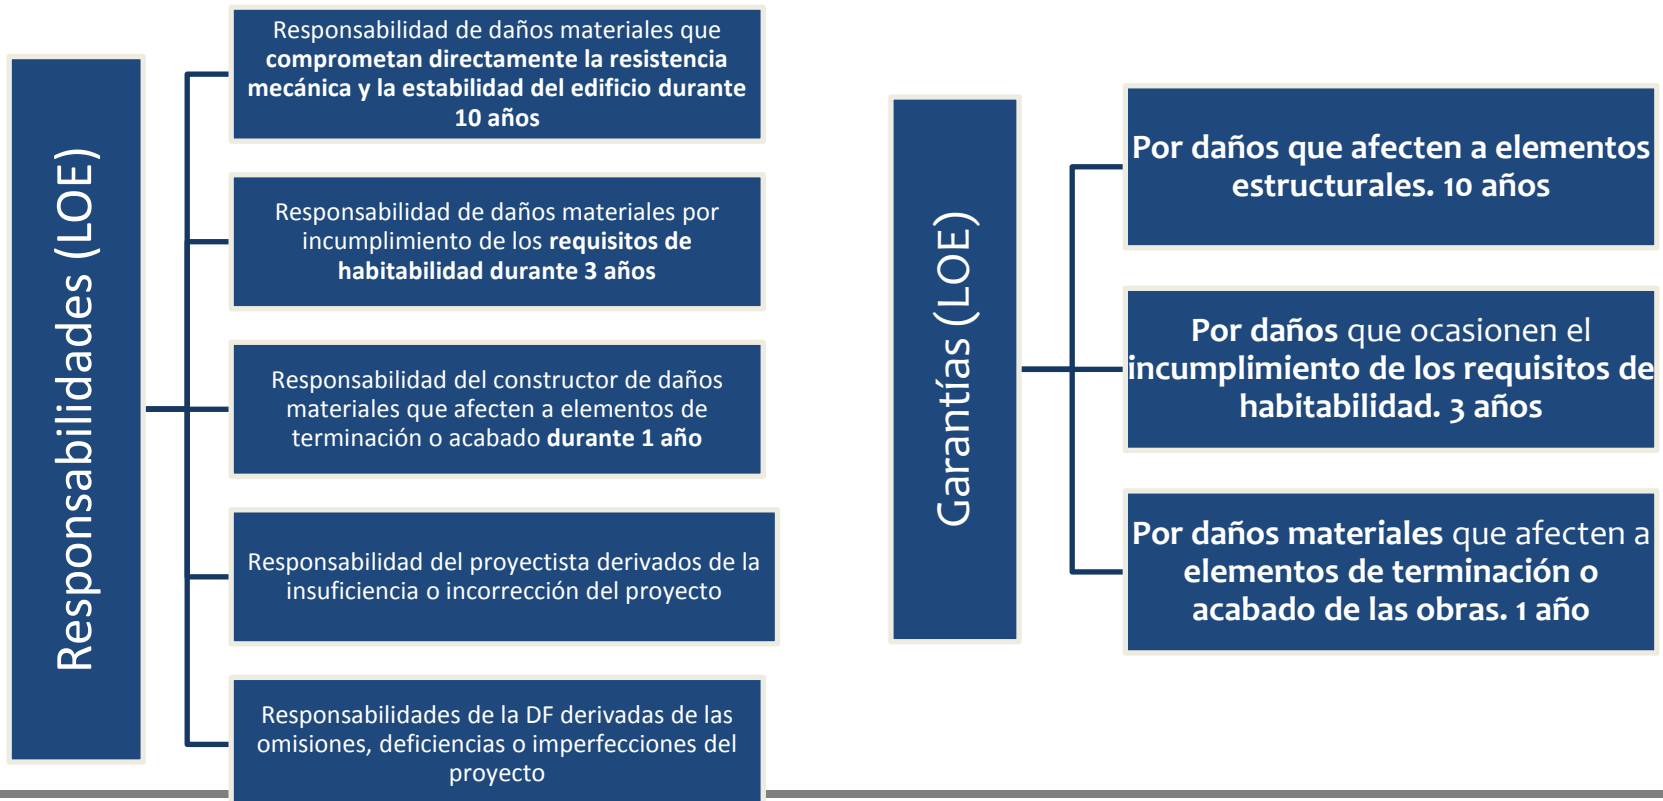 Responsabilidades (LOE)
Responsabilidad de daños materiales que
comprometan directamente la resistencia
mecánica y la estabilidad del edificio durante
10 años
Responsabilidad de daños materiales por
incumplimiento de los requisitos de
habitabilidad durante 3 años
Responsabilidad del constructor de daños
materiales que afecten a elementos de
terminación o acabado durante 1 año
Responsabilidad del proyectista derivados de la
insuficiencia o incorrección del proyecto
Responsabilidades de la DF derivadas de las
omisiones, deficiencias o imperfecciones del
proyecto
Garantías (LOE)
Por daños que afecten a elementos
estructurales. 10 años
Por daños que ocasionen el
incumplimiento de los requisitos de
habitabilidad. 3 años
Por daños materiales que afecten a
elementos de terminación o
acabado de las obras. 1 año